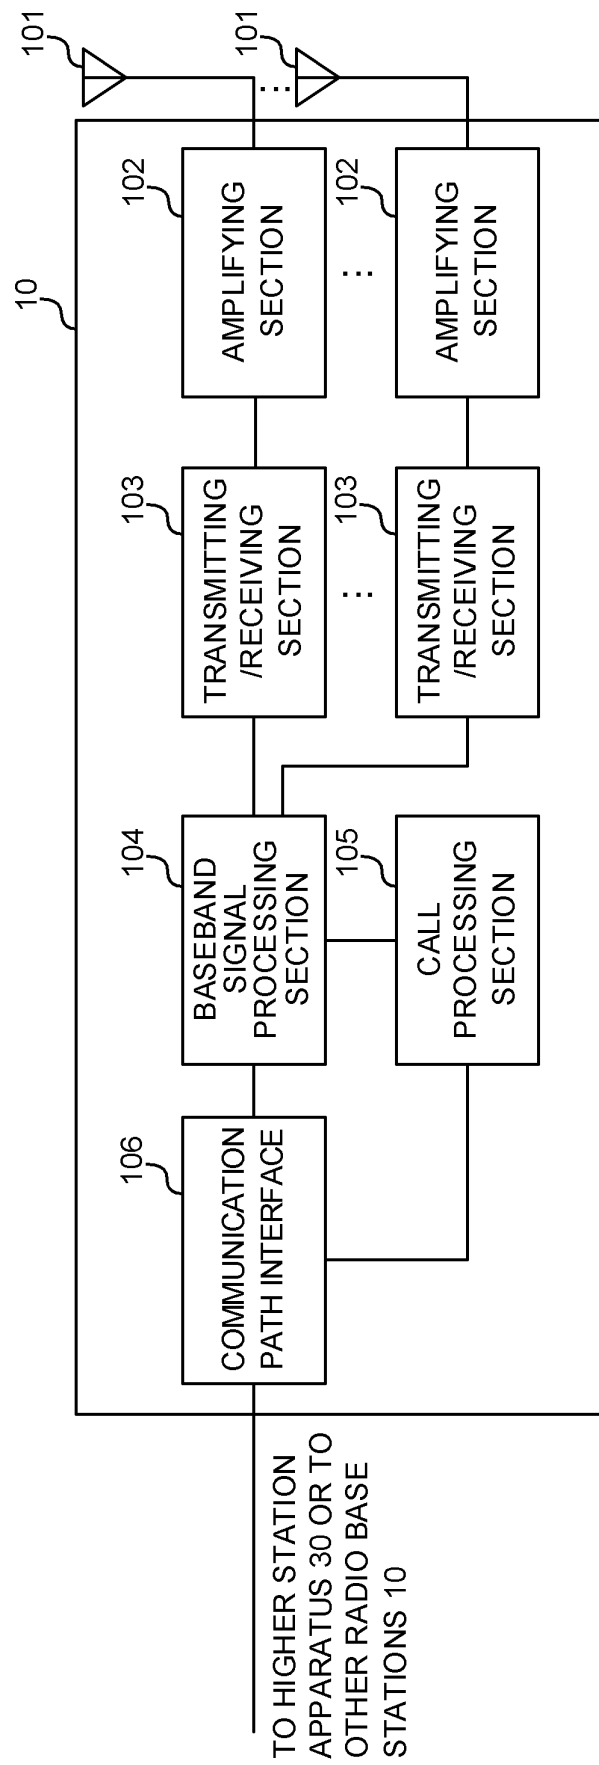 10
101
101
102
AMPLIFYING
SECTION
102
AMPLIFYING
SECTION
103
TRANSMITTING
/RECEIVING
SECTION
103
TRANSMITTING
/RECEIVING
SECTION
104
BASEBAND
SIGNAL
PROCESSING
SECTION
105
CALL
PROCESSING
SECTION
106
COMMUNICATION
PATH INTERFACE
TO HIGHER STATION
APPARATUS 30 OR TO
OTHER RADIO BASE
STATIONS 10